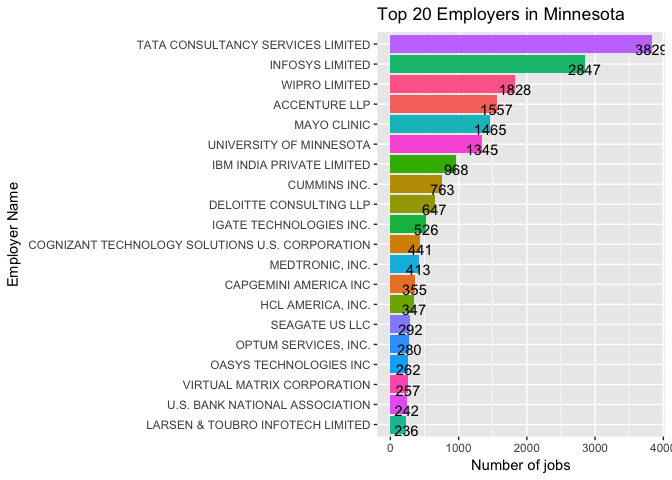 Top 20 Employers in Minnesota
Employer Name
TATA CONSULTANCY SERVICES LIMITED 3829
INFOSYS LIMITED 2847
WIPRO LIMITED 1828
ACCENTURE LLP 1557
MAYO CLINIC 1465
UNIVERSITY OF MINNESOTA 1345
IBM INDIA PRIVATE LIMITED 968
CUMMINS INC. 763
DELOITTE CONSULTING LLP 647
IGATE TECHNOLOGIES INC. 526
COGNIZANT TECHNOLOGY SOLUTIONS U.S. CORPORATION 441
MEDTRONIC, INC. 413
CAPGEMINI AMERICA INC 355
HCL AMERICA, INC. 347
SEAGATE US LLC 292
OPTUM SERVICES, INC. 280
OASYS TECHNOLOGIES INC 262
VIRTUAL MATRIX CORPORATION 257
U.S. BANK NATIONAL ASSOCIATION 242
LARSEN & TOUBRO INFOTECH LIMITED 236
0 1000 2000 3000 4000
Number of jobs